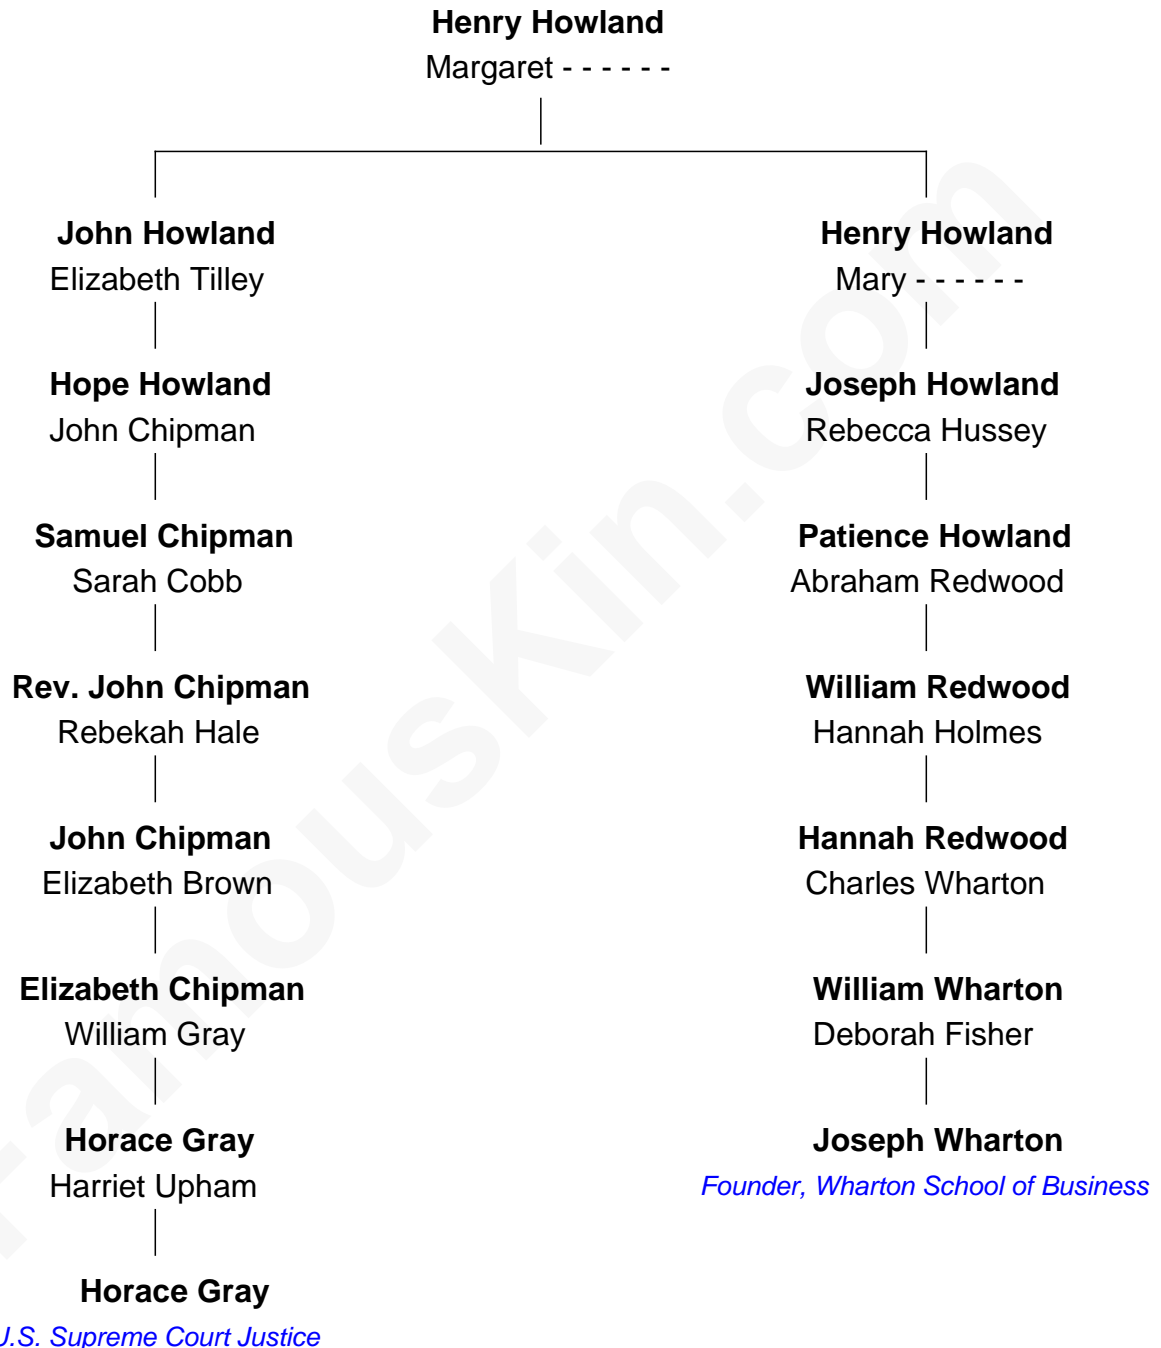 Henry Howland
Margaret - - - - - -
John Howland
Elizabeth Tilley
Henry Howland
Mary - - - - - -
Hope Howland
John Chipman
Joseph Howland
Rebecca Hussey
Samuel Chipman
Sarah Cobb
Patience Howland
Abraham Redwood
Rev. John Chipman
Rebekah Hale
William Redwood
Hannah Holmes
John Chipman
Elizabeth Brown
Hannah Redwood
Charles Wharton
Elizabeth Chipman
William Gray
William Wharton
Deborah Fisher
Horace Gray
Harriet Upham
Joseph Wharton
Founder, Wharton School of Business
Horace Gray
U.S. Supreme Court Justice
FamousKin.com